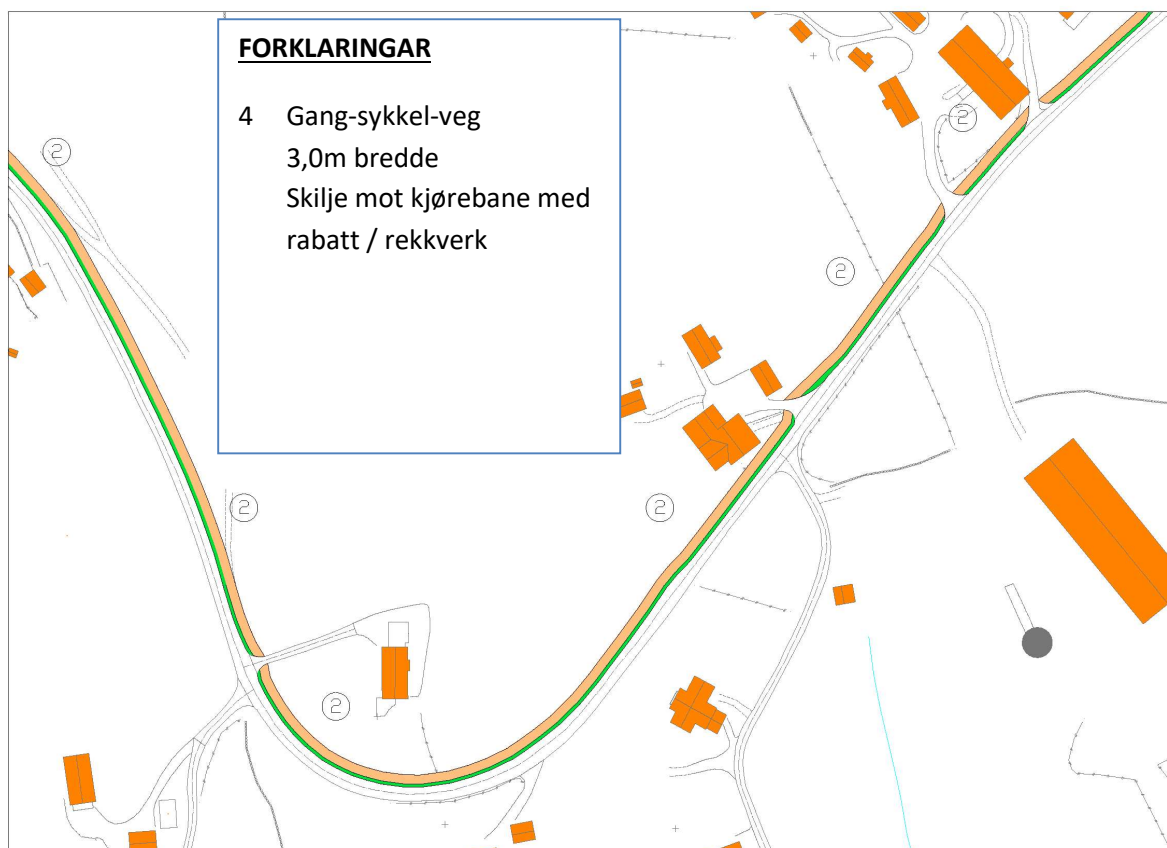 FORKLARINGAR
4 Gang-sykkel-veg
3,0m bredde
Skilje mot kjørebane med
rabatt / rekkverk
2
2
2
2
2
2